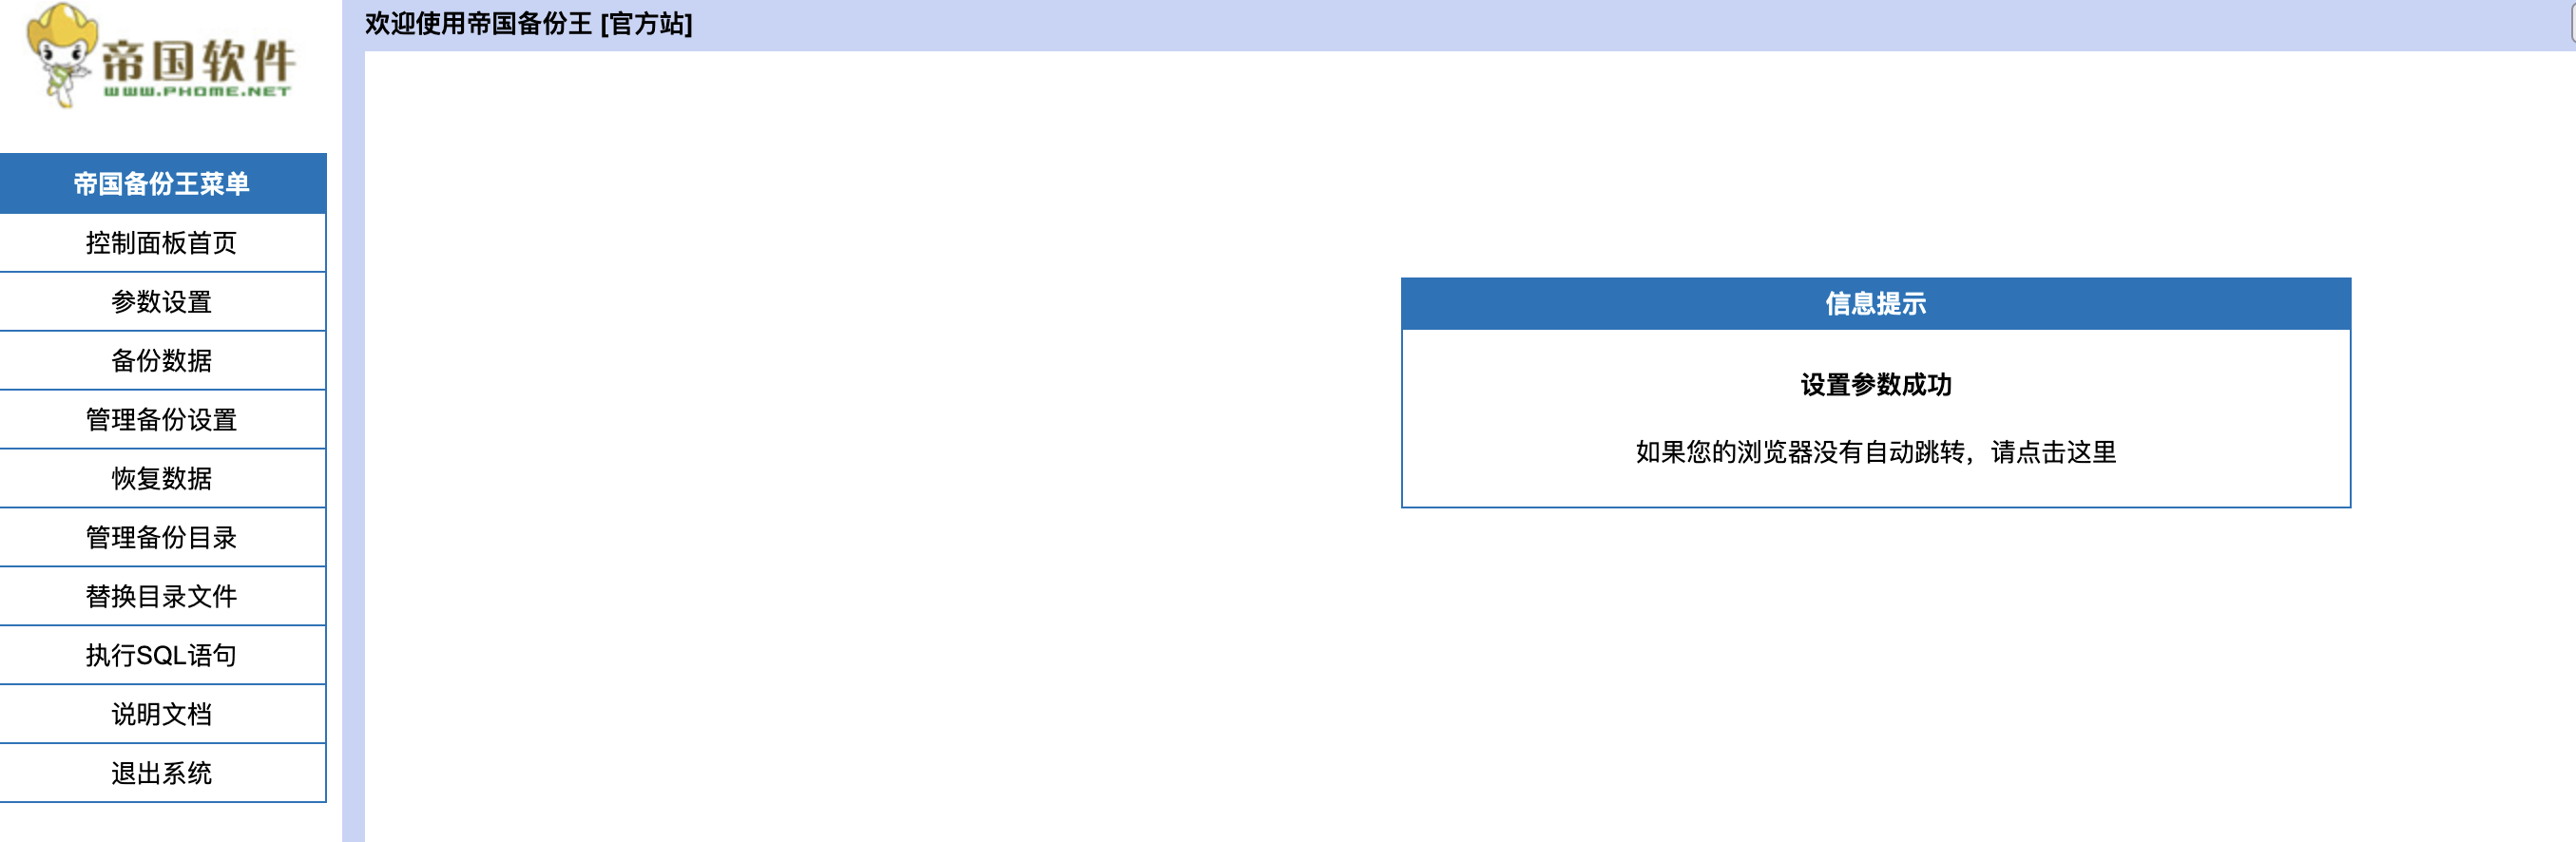 帝国软件
WWW.PHOME.NET
帝国备份王菜单
控制面板首页
参数设置
备份数据
管理备份设置
恢复数据
管理备份目录
替换目录文件
执行SQL语句
说明文档
退出系统
欢迎使用帝国备份王 [官方站]
信息提示
设置参数成功
如果您的浏览器没有自动跳转，请点击这里